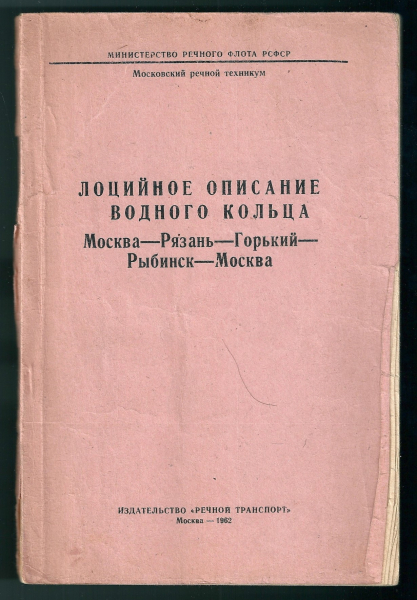 МИНИСТЕРСТВО РЕЧНОГО ФЛОТА РСФСР
Московский речной техникум
ЛОЦИЙНОЕ ОПИСАНИЕ
ВОДНОГО КОЛЬЦА
Москва—Рязань—Горький—
Рыбинск—Москва
ИЗДАТЕЛЬСТВО «РЕЧНОЙ ТРАНСПОРТ»
Москва — 1962